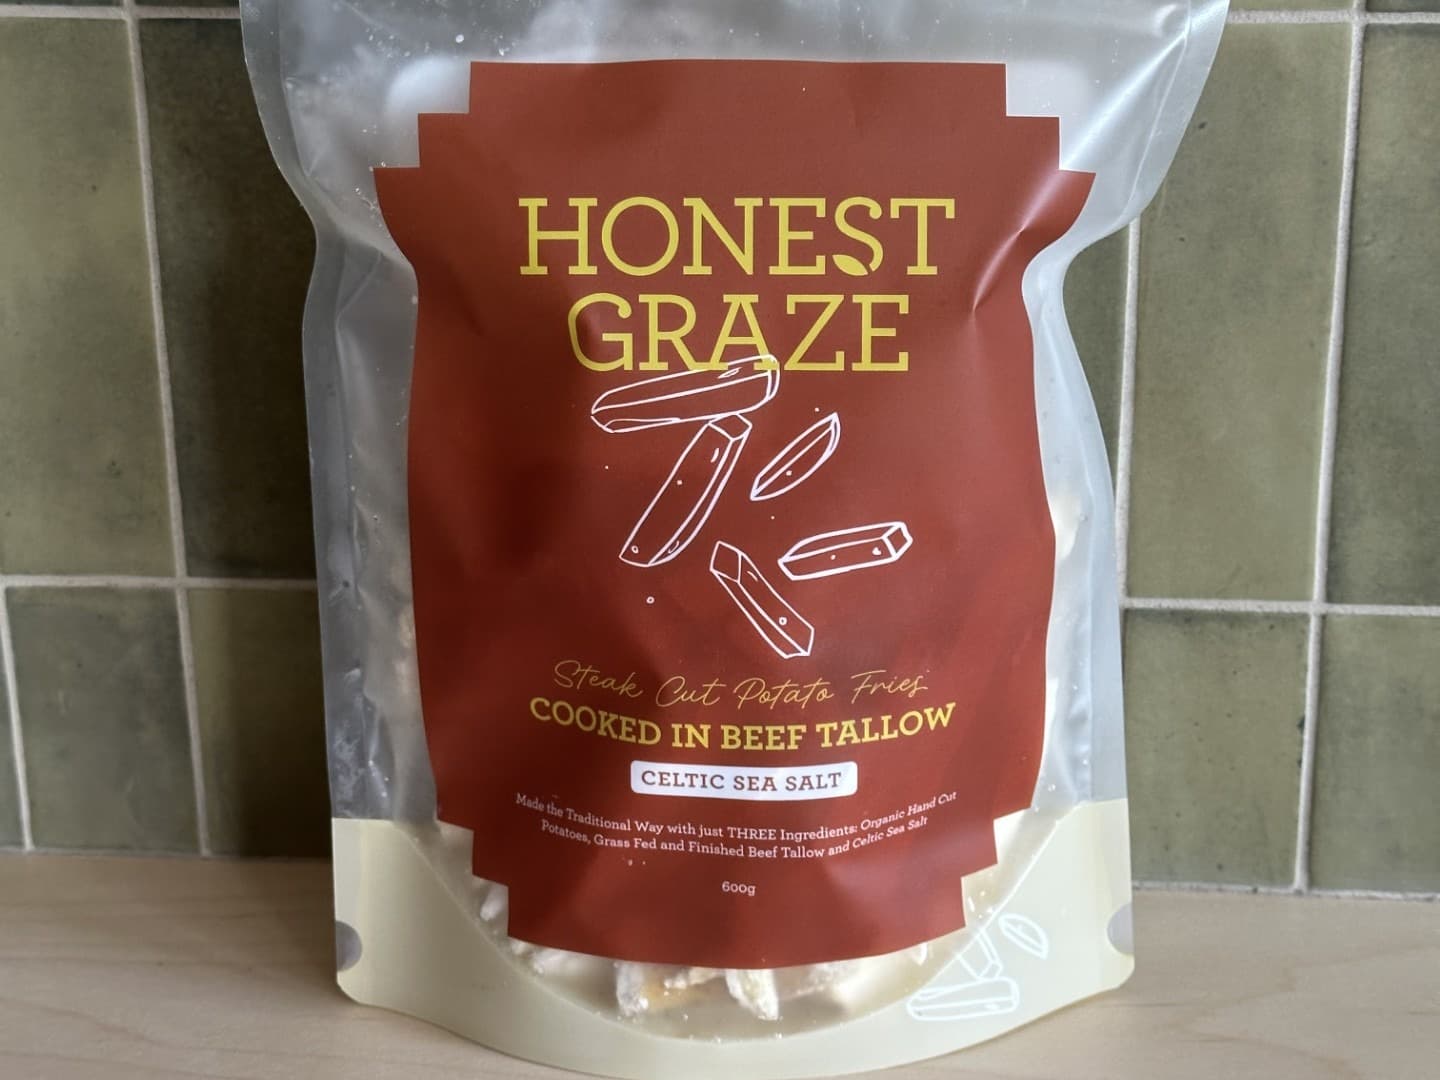 HONEST
GRAZE
Steak Cut Potato Fries
COOKED IN BEEF TALLOW
CELTIC SEA SALT
Made the Traditional Way with just THREE Ingredients: Organic Hand Cut
Potatoes, Grass Fed and Finished Beef Tallow and Celtic Sea Salt
600g